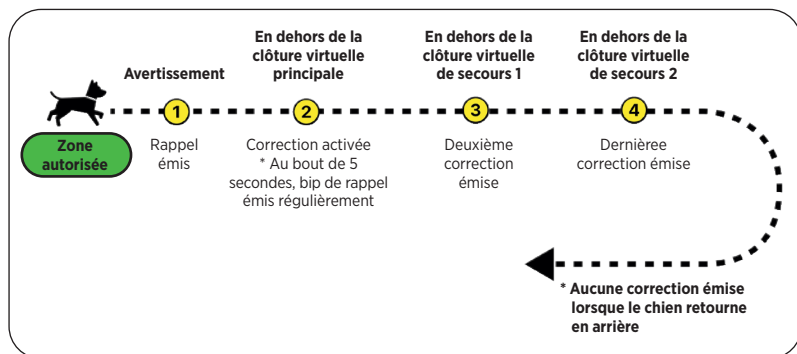 Zone
autorisée
Avertissement
1
Rappel
émis
En dehors de la
clôture virtuelle
principale
2
Correction activée
* Au bout de 5
secondes, bip de rappel
émis régulièrement
En dehors de la
clôture virtuelle
de secours 1
3
Deuxième
correction
émise
En dehors de la
clôture virtuelle
de secours 2
4
Dernièree
correction émise
* Aucune correction émise
lorsque le chien retourne
en arrière